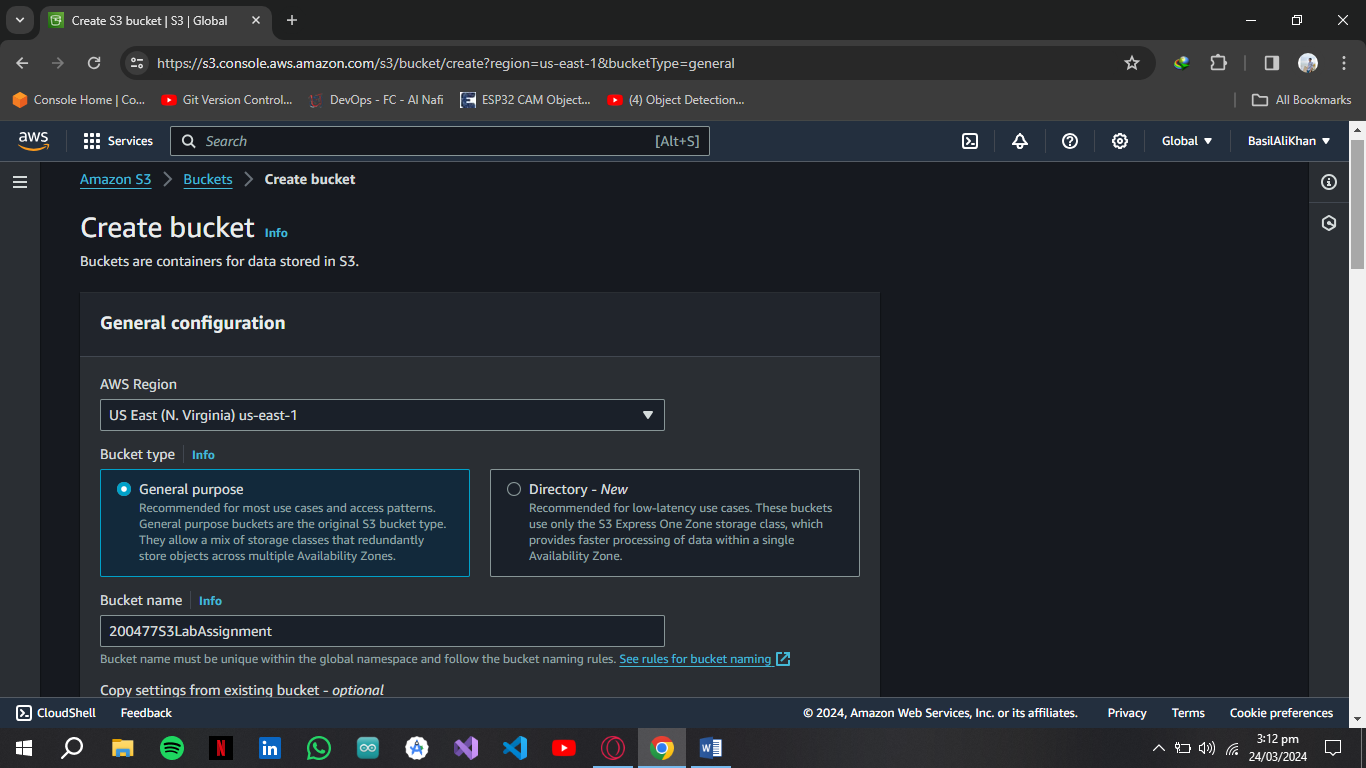 Create S3 bucket | S3 | Global
https://s3.console.aws.amazon.com/s3/bucket/create?region=us-east-1&bucketType=general
Console Home | Co... Git Version Control... DevOps - FC - Al Nafi ESP32 CAM Object... (4) Object Detection... All Bookmarks
aws Services Search [Alt+S] Global BasilAliKhan
Amazon S3 Buckets Create bucket
Create bucket Info
Buckets are containers for data stored in S3.
General configuration
AWS Region
US East (N. Virginia) us-east-1
Bucket type Info
General purpose
Recommended for most use cases and access patterns.
General purpose buckets are the original S3 bucket type.
They allow a mix of storage classes that redundantly
store objects across multiple Availability Zones.
Directory - New
Recommended for low-latency use cases. These buckets
use only the S3 Express One Zone storage class, which
provides faster processing of data within a single
Availability Zone.
Bucket name Info
200477S3LabAssignment
Bucket name must be unique within the global namespace and follow the bucket naming rules. See rules for bucket naming
Copy settings from existing bucket - optional
CloudShell Feedback © 2024, Amazon Web Services, Inc. or its affiliates. Privacy Terms Cookie preferences
3:12 pm
24/03/2024